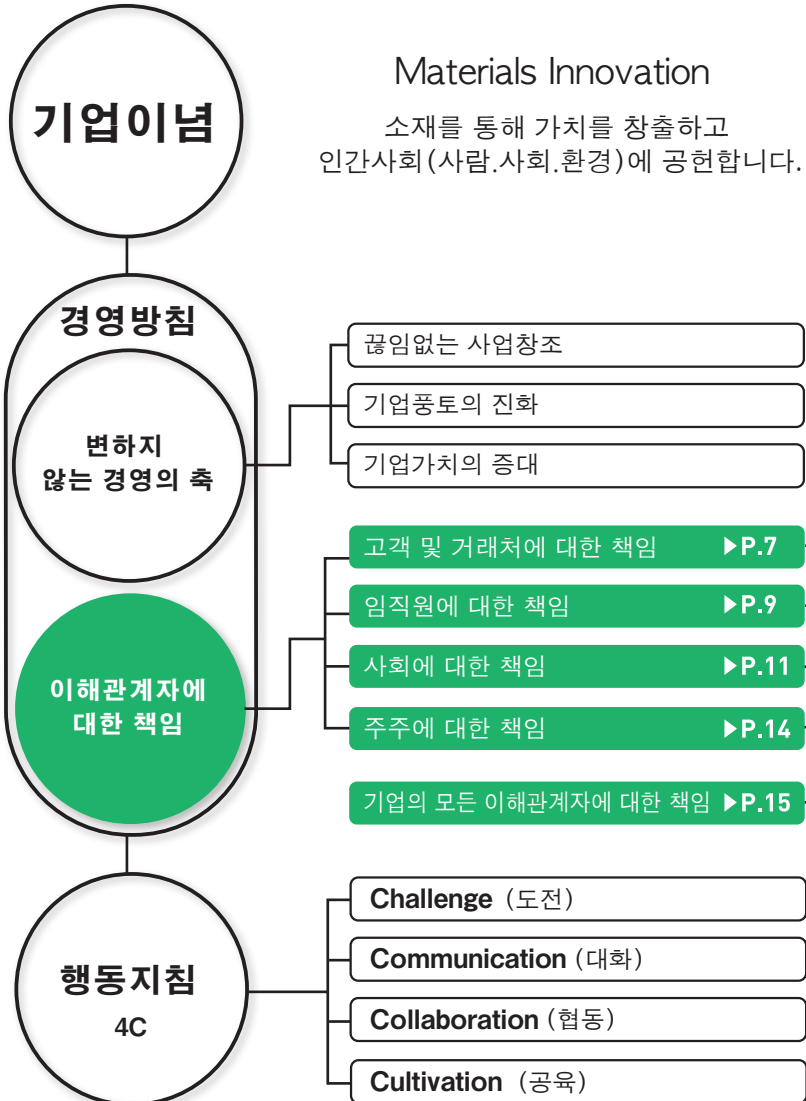 기업이념
Materials Innovation
소재를 통해 가치를 창출하고
인간사회(사람.사회.환경)에 공헌합니다.
경영방침
변하지
않는 경영의 축
끊임없는 사업창조
기업풍토의 진화
기업가치의 증대
이해관계자에
대한 책임
고객 및 거래처에 대한 책임 ▶P.7
임직원에 대한 책임 ▶P.9
사회에 대한 책임 ▶P.11
주주에 대한 책임 ▶P.14
기업의 모든 이해관계자에 대한 책임 ▶P.15
행동지침
4C
Challenge (도전)
Communication (대화)
Collaboration (협동)
Cultivation (공육)